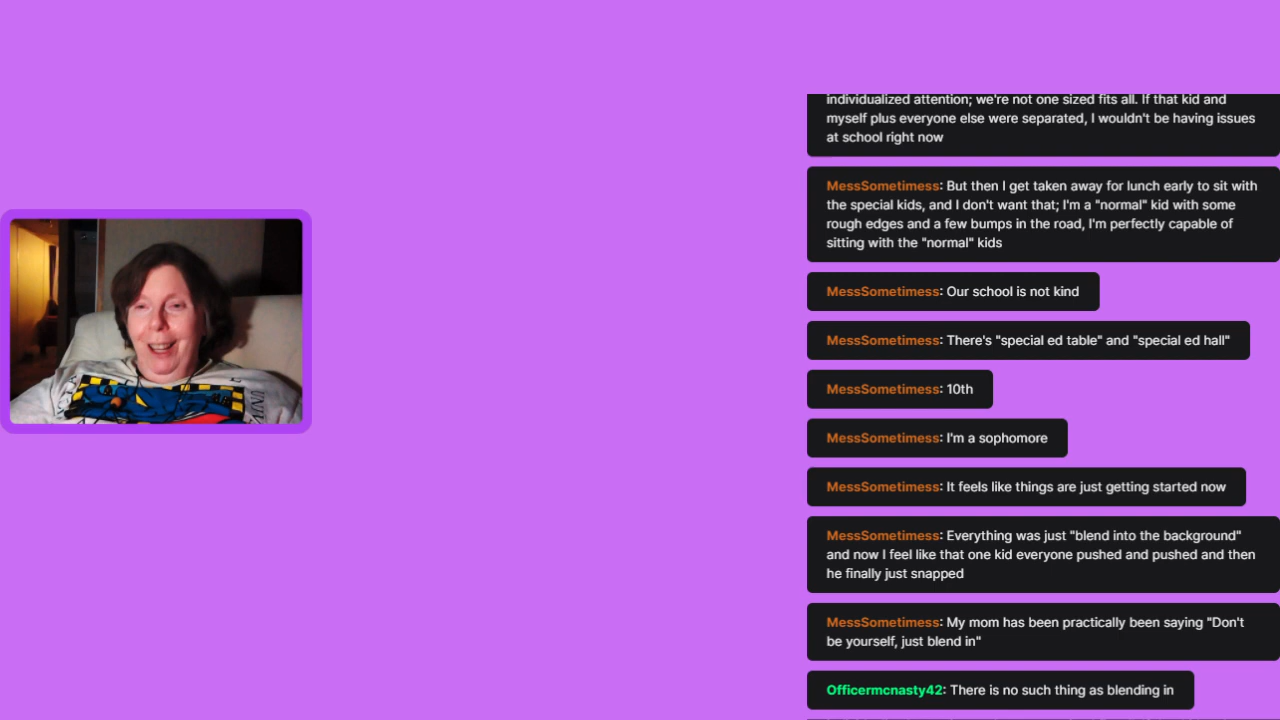 individualized attention; we're not one sized fits all. If that kid and
myself plus everyone else were separated, I wouldn't be having issues
at school right now
MessSometimess: But then I get taken away for lunch early to sit with
the special kids, and I don't want that; I'm a "normal" kid with some
rough edges and a few bumps in the road, I'm perfectly capable of
sitting with the "normal" kids
MessSometimess: Our school is not kind
MessSometimess: There's "special ed table" and "special ed hall"
MessSometimess: 10th
MessSometimess: I'm a sophomore
MessSometimess: It feels like things are just getting started now
MessSometimess: Everything was just "blend into the background"
and now I feel like that one kid everyone pushed and pushed and then
he finally just snapped
MessSometimess: My mom has been practically been saying "Don't
be yourself, just blend in"
Officermcnasty42: There is no such thing as blending in